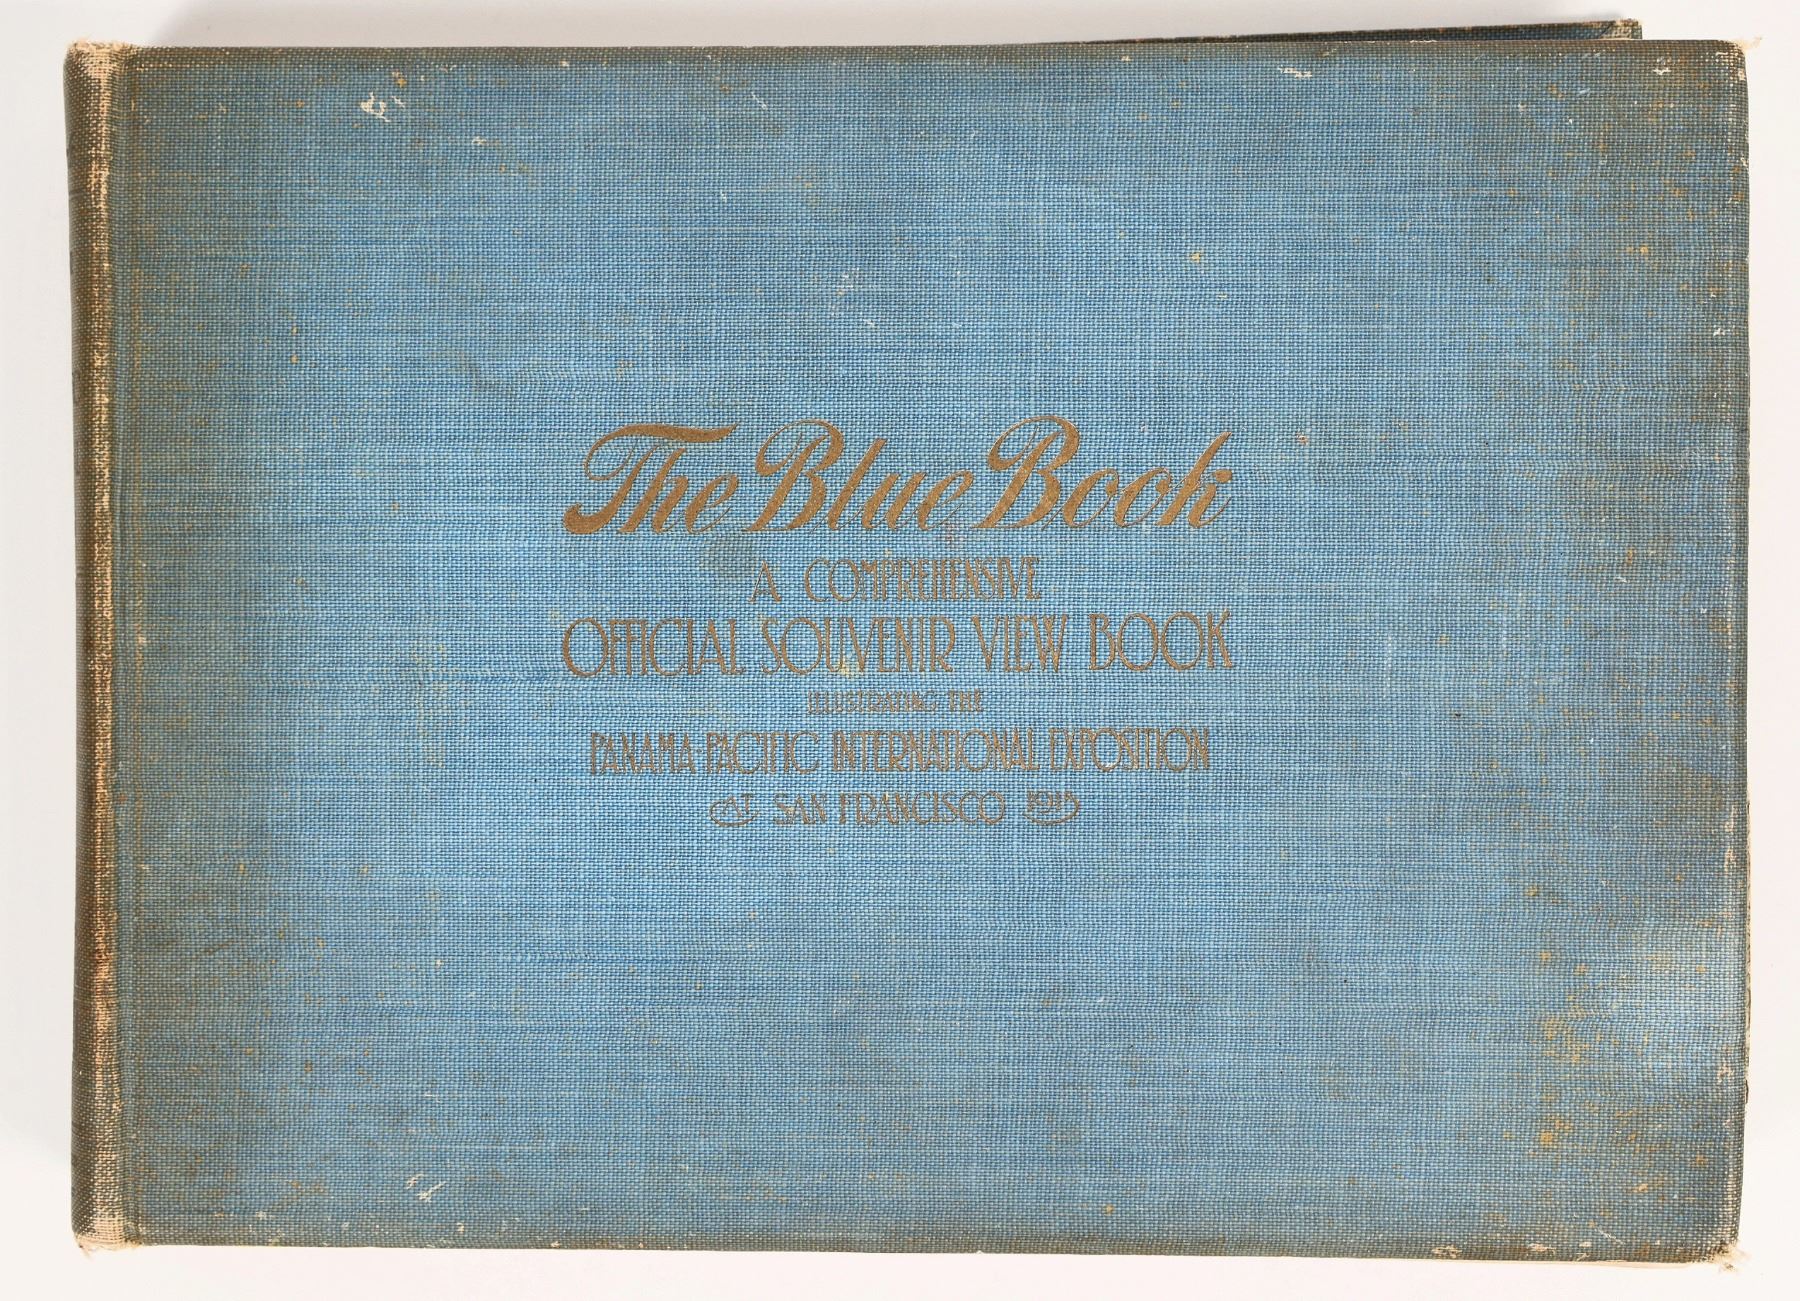 The Blue Book
A COMPREHENSIVE
OFFICIAL SOUVENIR VIEW BOOK
ILLUSTRATING THE
PANAMA-PACIFIC INTERNATIONAL EXPOSITION
AT SAN FRANCISCO 1915